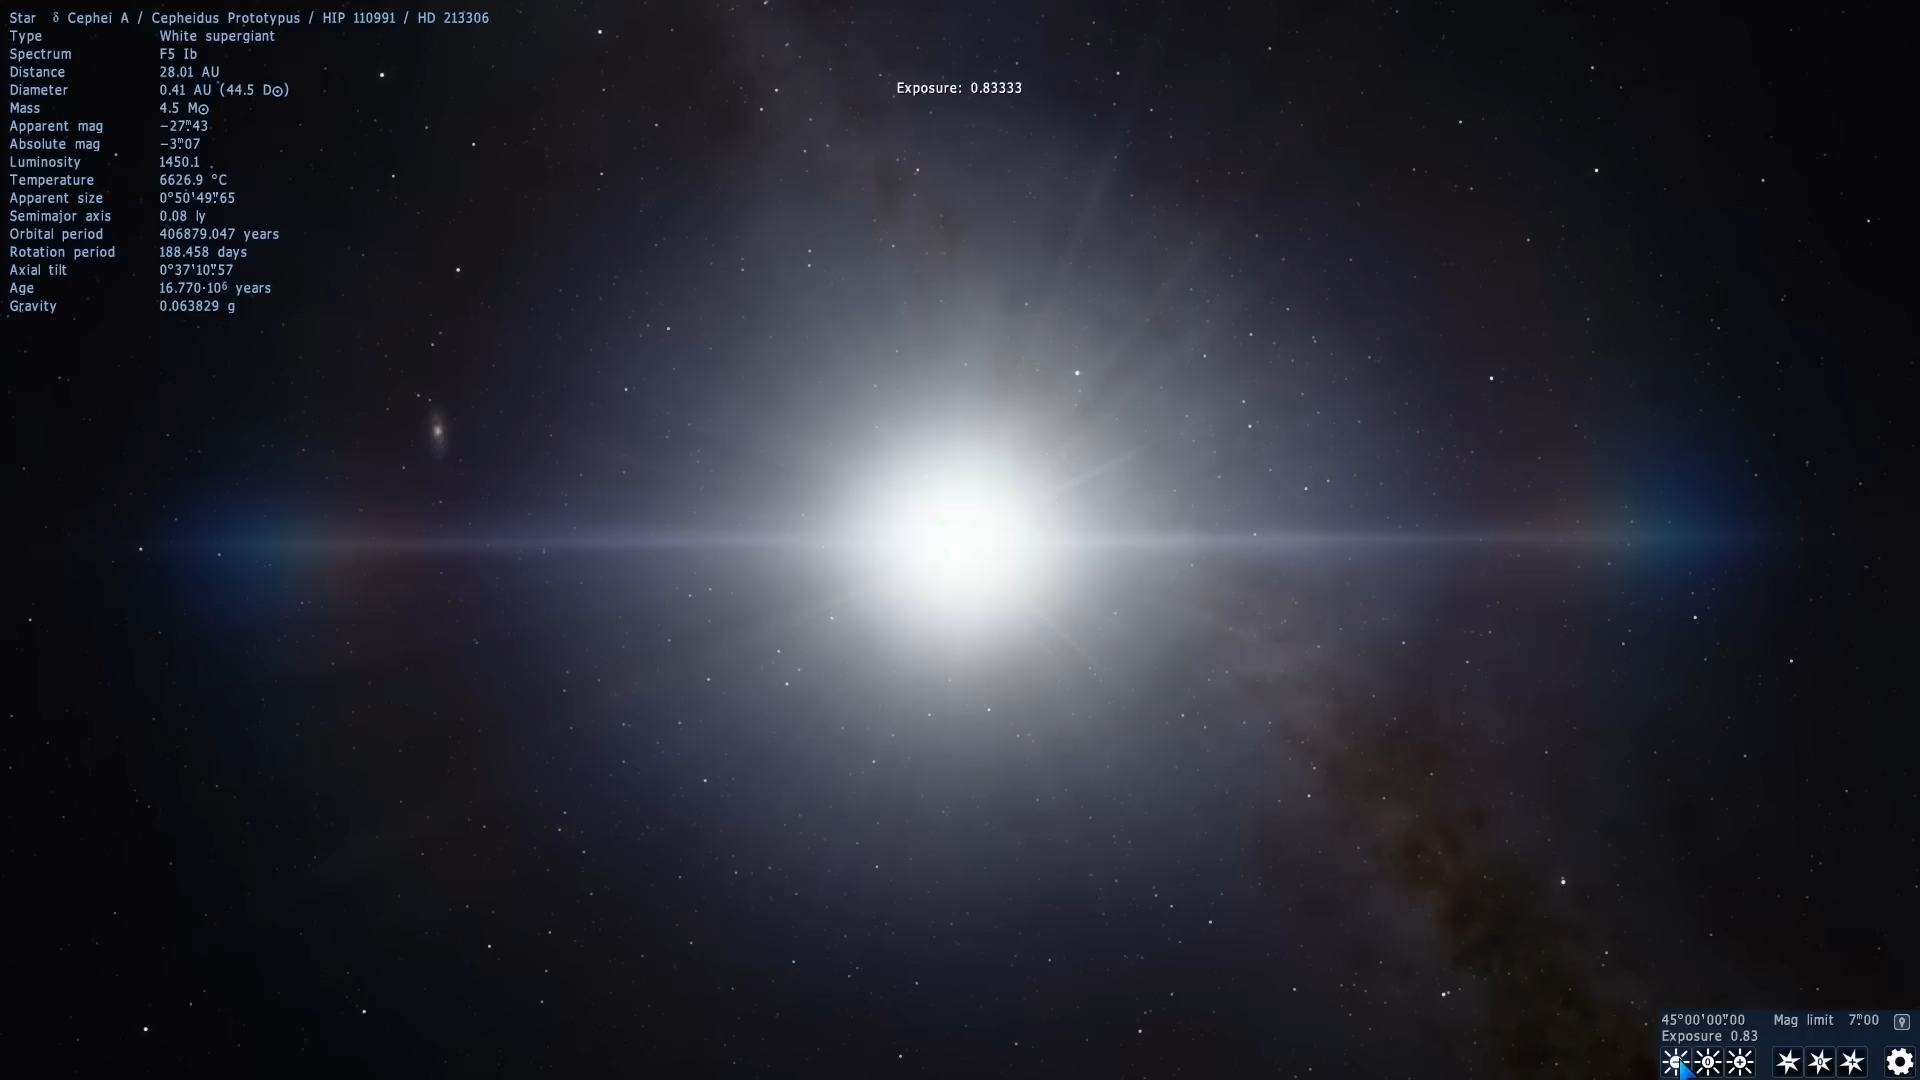 Star δ Cephei A / Cepheidus Prototypus / HIP 110991 / HD 213306
Type White supergiant
Spectrum F5 Ib
Distance 28.01 AU
Diameter 0.41 AU (44.5 D⊙)
Mass 4.5 M⊙
Apparent mag −27ᵐ.43
Absolute mag −3ᵐ.07
Luminosity 1450.1
Temperature 6626.9 °C
Apparent size 0°50'49".65
Semimajor axis 0.08 ly
Orbital period 406879.047 years
Rotation period 188.458 days
Axial tilt 0°37'10".57
Age 16.770·10⁶ years
Gravity 0.063829 g
Exposure: 0.83333
45°00'00".00 Mag limit 7ᵐ.00
Exposure 0.83